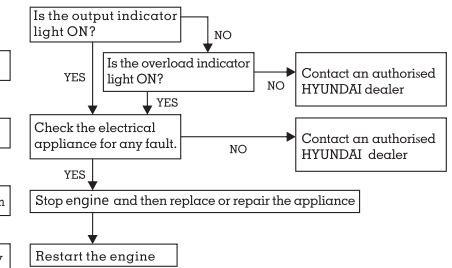 Is the output indicator
light ON?
NO
Is the overload indicator
light ON?
YES
NO
Contact an authorised
HYUNDAI dealer
YES
Check the electrical
appliance for any fault.
NO
Contact an authorised
HYUNDAI dealer
YES
Stop engine and then replace or repair the appliance
Restart the engine